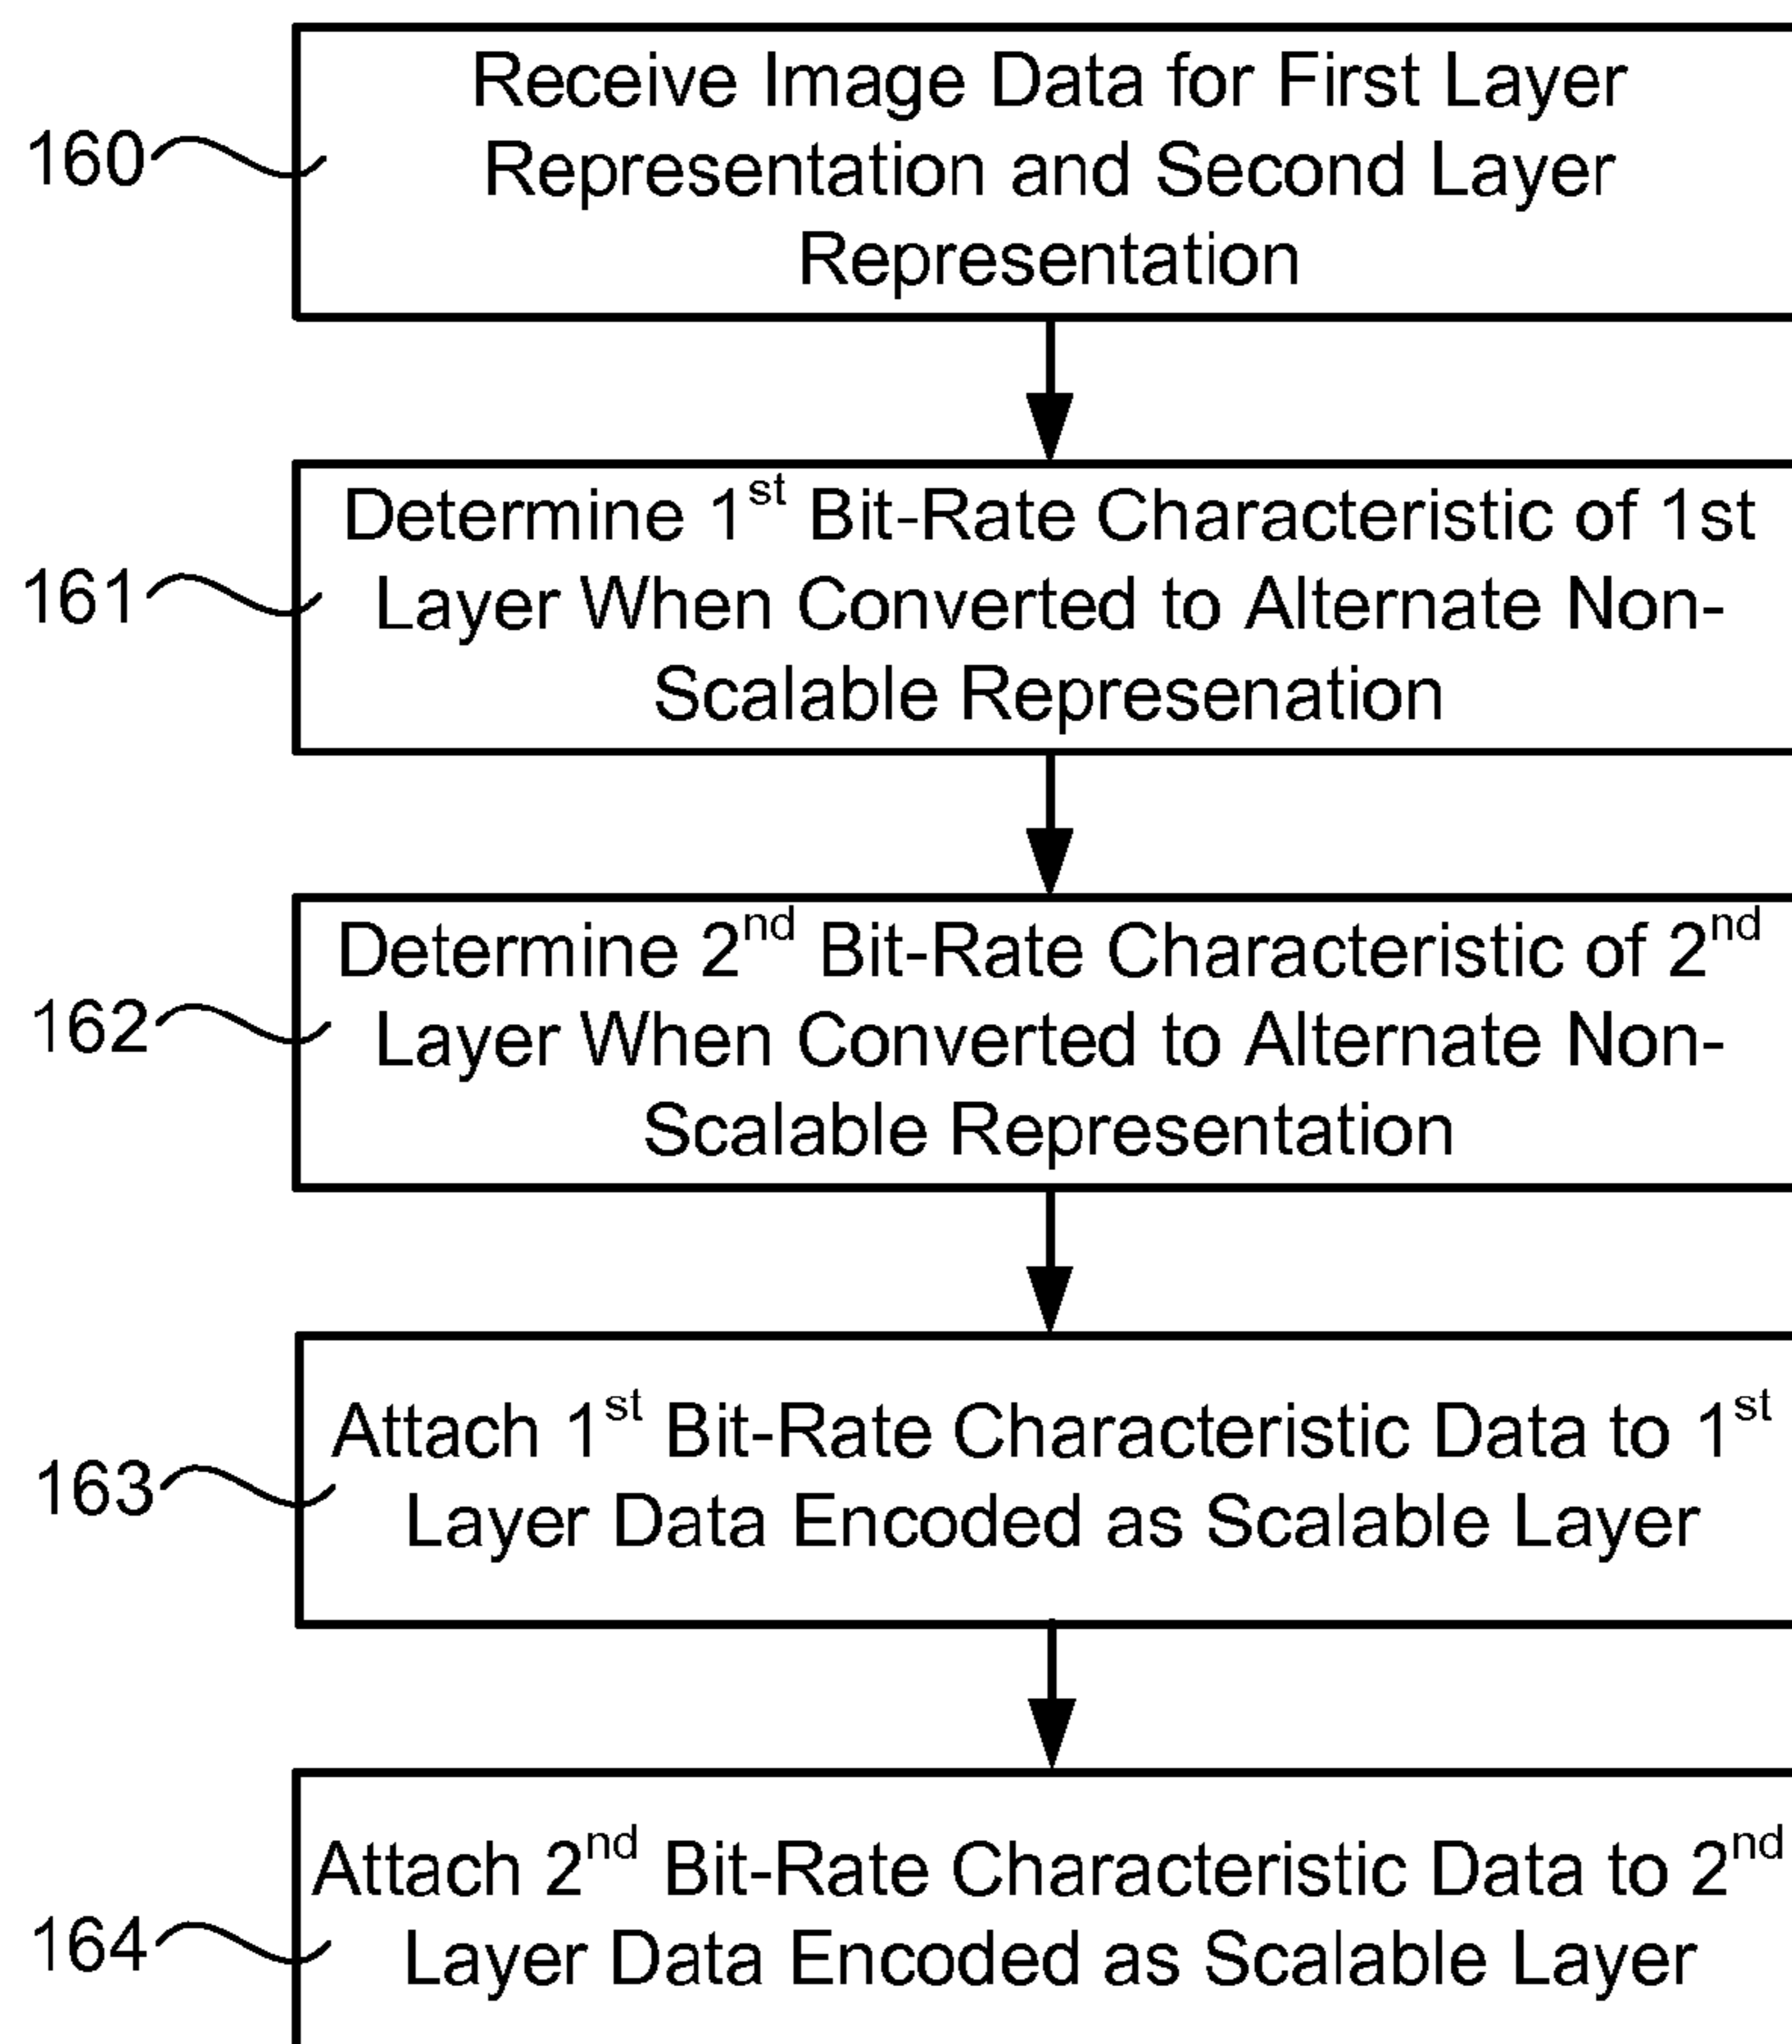 Receive Image Data for First Layer
160
Representation and Second Layer
Representation
Determine 1st Bit-Rate Characteristic of 1st
161
Layer When Converted to Alternate Non-
Scalable Represenation
Determine 2nd Bit-Rate Characteristic of 2nd
162
Layer When Converted to Alternate Non-
Scalable Representation
Attach 1st Bit-Rate Characteristic Data to 1st
163
Layer Data Encoded as Scalable Layer
Attach 2nd Bit-Rate Characteristic Data to 2nd
164
Layer Data Encoded as Scalable Layer